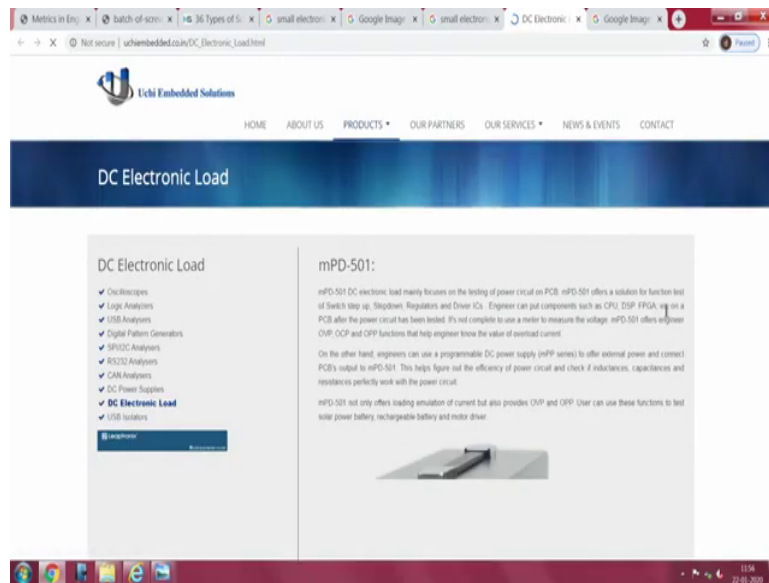 Metrics in Eng
batch-of-screw
36 Types of Sc
small electroni
Google Image
small electroni
DC Electronic
Google Image
Not secure | uchiembedded.co.in/DC_Electronic_Load.html
Paused
Uchi Embedded Solutions
HOME ABOUT US PRODUCTS OUR PARTNERS OUR SERVICES NEWS & EVENTS CONTACT
DC Electronic Load
DC Electronic Load
Oscilloscopes
Logic Analyzers
USB Analysers
Digital Pattern Generators
SPI/I2C Analysers
RS232 Analysers
CAN Analysers
DC Power Supplies
DC Electronic Load
USB Isolators
Leaptronix
mPD-501:
mPD-501 DC electronic load mainly focuses on the testing of power circuit on PCB. mPD-501 offers a solution for function test
of Switch step up, Stepdown, Regulators and Driver ICs . Engineer can put components such as CPU, DSP, FPGA, on a
PCB after the power circuit has been tested. It's not complete to use a meter to measure the voltage. mPD-501 offers engineer
OVP, OCP and OPP functions that help engineer know the value of overload current.
On the other hand, engineers can use a programmable DC power supply (mPP series) to offer external power and connect
PCB's output to mPD-501. This helps figure out the efficiency of power circuit and check if inductances, capacitances and
resistances perfectly work with the power circuit.
mPD-501 not only offers loading emulation of current but also provides OVP and OPP. User can use these functions to test
solar power battery, rechargeable battery and motor driver.
11:56
22-01-2020